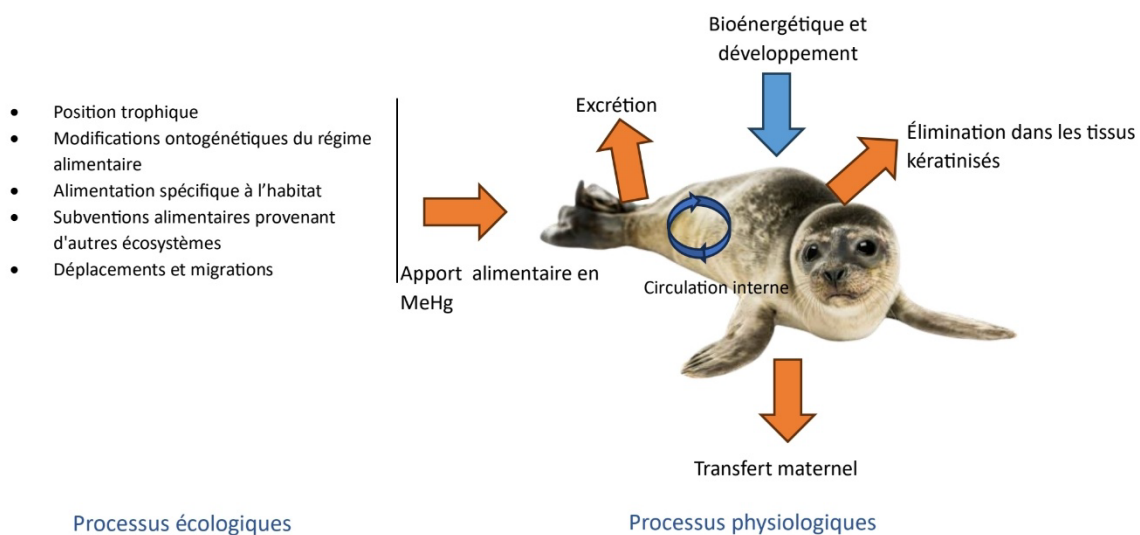 • Position trophique
• Modifications ontogénétiques du régime
alimentaire
• Alimentation spécifique à l’habitat
• Subventions alimentaires provenant
d'autres écosystèmes
• Déplacements et migrations
Apport alimentaire en
MeHg
Excrétion
Bioénergétique et
développement
Élimination dans les tissus
kératinisés
Circulation interne
Transfert maternel
Processus écologiques
Processus physiologiques